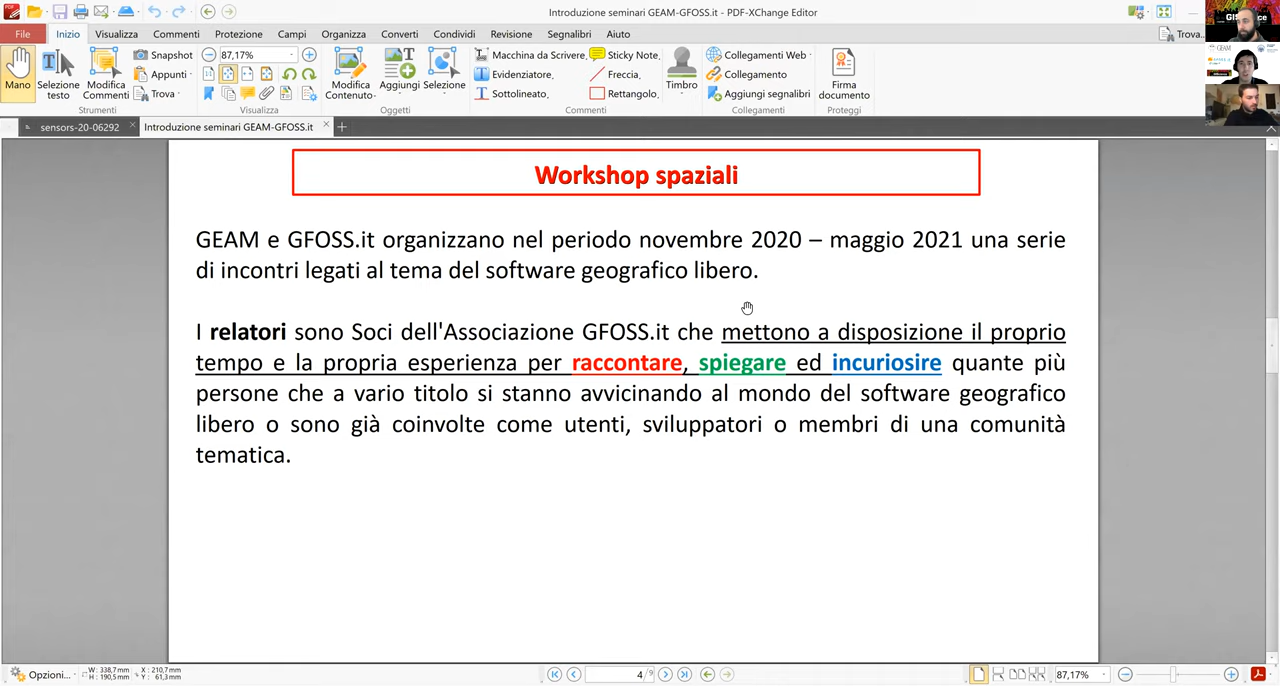 Introduzione seminari GEAM-GFOSS.it - PDF-XChange Editor
File Inizio Visualizza Commenti Protezione Campi Organizza Converti Condividi Revisione Segnalibri Aiuto Trova...
Mano
Selezione testo
Modifica Commenti
Snapshot
Appunti
Trova
Strumenti
87,17%
Visualizza
Modifica Contenuto
Aggiungi
Selezione
Oggetti
Macchina da Scrivere
Evidenziatore
Sottolineato
Sticky Note
Freccia
Rettangolo
Commenti
Timbro
Collegamenti Web
Collegamento
Aggiungi segnalibri
Collegamenti
Firma documento
Proteggi
sensors-20-06292
Introduzione seminari GEAM-GFOSS.it
Workshop spaziali
GEAM e GFOSS.it organizzano nel periodo novembre 2020 – maggio 2021 una serie
di incontri legati al tema del software geografico libero.
I relatori sono Soci dell'Associazione GFOSS.it che mettono a disposizione il proprio
tempo e la propria esperienza per raccontare, spiegare ed incuriosire quante più
persone che a vario titolo si stanno avvicinando al mondo del software geografico
libero o sono già coinvolte come utenti, sviluppatori o membri di una comunità
tematica.
Opzioni...
W: 338,7 mm
H: 190,5 mm
X: 210,7 mm
Y: 61,3 mm
4 / 9
87,17%